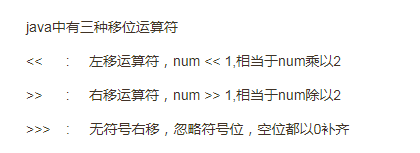 java中有三种移位运算符
<< : 左移运算符，num << 1,相当于num乘以2
>> : 右移运算符，num >> 1,相当于num除以2
>>> : 无符号右移，忽略符号位，空位都以0补齐